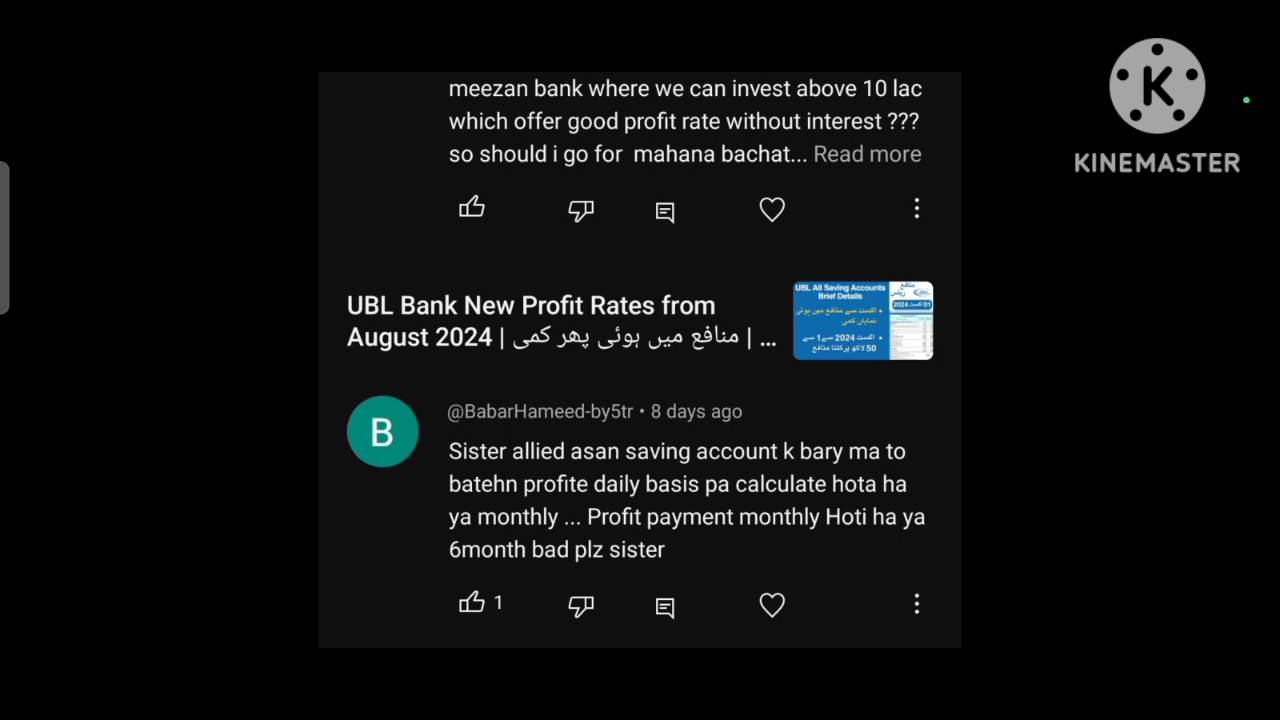 meezan bank where we can invest above 10 lac
which offer good profit rate without interest ???
so should i go for mahana bachat... Read more
UBL Bank New Profit Rates from
August 2024 | منافع میں ہوئی پھر کمی | ...
UBL All Saving Accounts
Brief Details
اگست سے منافع میں ہوئی
نمایاں کمی
اگست 2024 سے 1 سے
50 لاکھ پر کتنا منافع
منافع
ریٹس
UBL
01 اگست 2024
B
@BabarHameed-by5tr • 8 days ago
Sister allied asan saving account k bary ma to
batehn profite daily basis pa calculate hota ha
ya monthly ... Profit payment monthly Hoti ha ya
6month bad plz sister
1
K
KINEMASTER